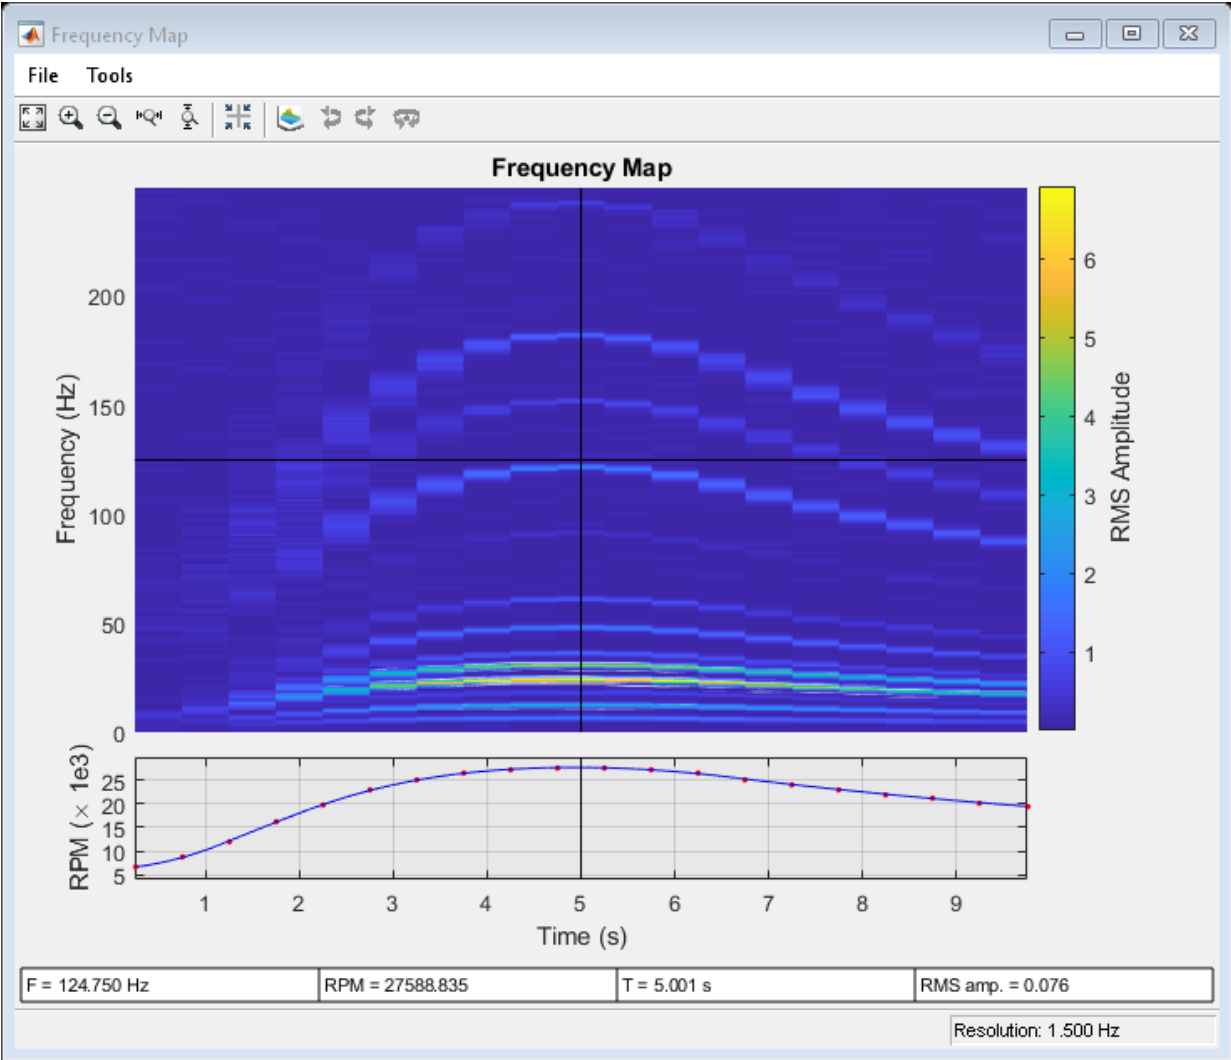 Frequency Map
File Tools
Frequency Map
Frequency (Hz)
200
150
100
50
0
6
5
4
3
2
1
RMS Amplitude
RPM (× 1e3)
25
20
15
10
5
1 2 3 4 5 6 7 8 9
Time (s)
F = 124.750 Hz RPM = 27588.835 T = 5.001 s RMS amp. = 0.076
Resolution: 1.500 Hz